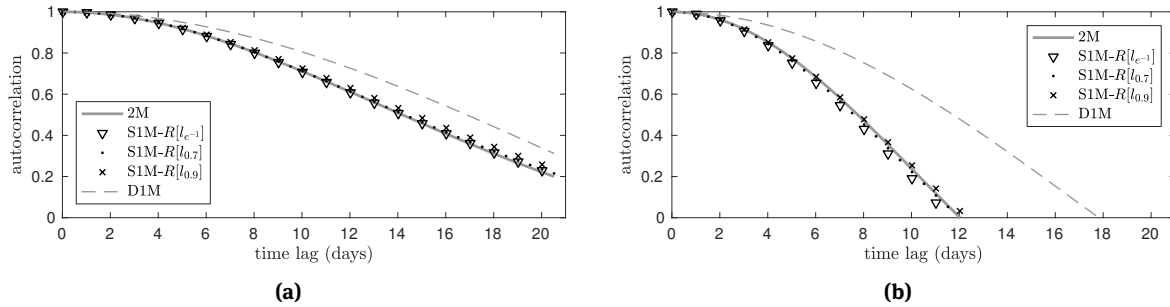 1
0.8
0.6
0.4
0.2
0
autocorrelation
2M
S1M-R[l_{e^{-1}}]
S1M-R[l_{0.7}]
S1M-R[l_{0.9}]
D1M
0 2 4 6 8 10 12 14 16 18 20
time lag (days)
(a)
1
0.8
0.6
0.4
0.2
0
autocorrelation
2M
S1M-R[l_{e^{-1}}]
S1M-R[l_{0.7}]
S1M-R[l_{0.9}]
D1M
0 2 4 6 8 10 12 14 16 18 20
time lag (days)
(b)